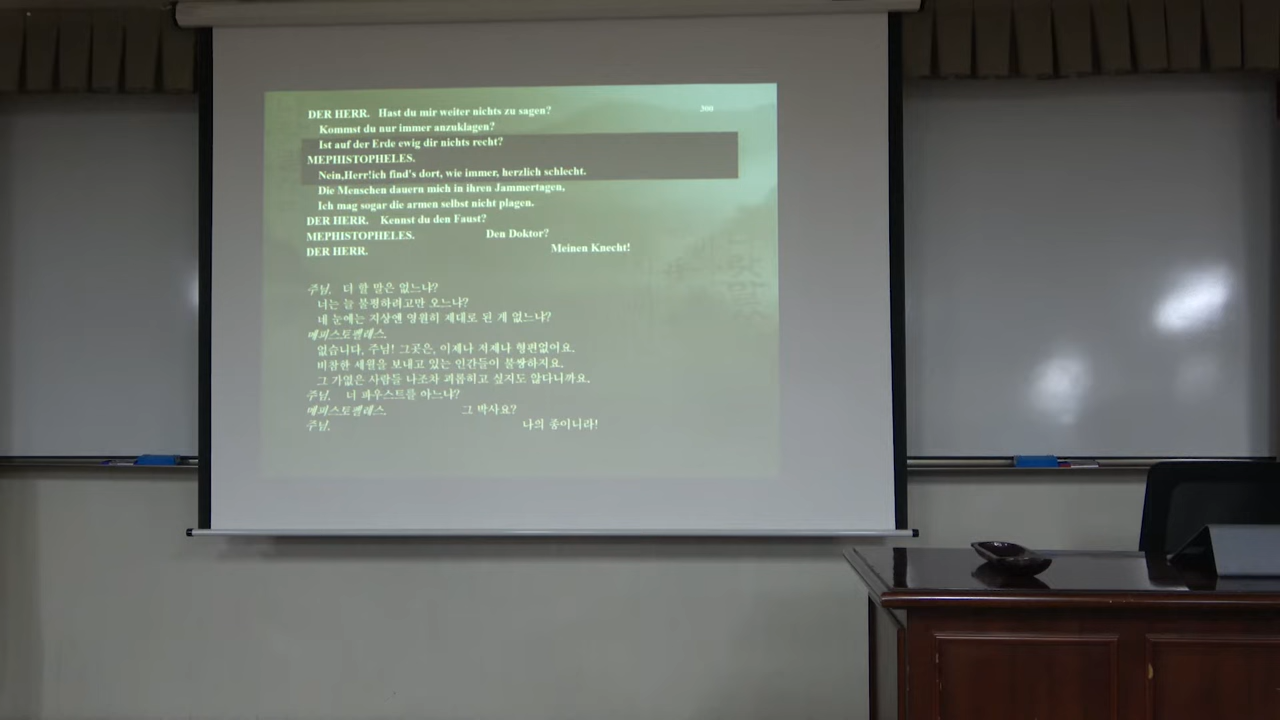 DER HERR. Hast du mir weiter nichts zu sagen? 300
Kommst du nur immer anzuklagen?
Ist auf der Erde ewig dir nichts recht?
MEPHISTOPHELES.
Nein,Herr!ich find's dort, wie immer, herzlich schlecht.
Die Menschen dauern mich in ihren Jammertagen,
Ich mag sogar die armen selbst nicht plagen.
DER HERR. Kennst du den Faust?
MEPHISTOPHELES. Den Doktor?
DER HERR. Meinen Knecht!
주님. 더 할 말은 없느냐?
너는 늘 불평하려고만 오느냐?
네 눈에는 지상엔 영원히 제대로 된 게 없느냐?
메피스토펠레스.
없습니다, 주님! 그곳은, 이제나 저제나 형편없어요.
비참한 세월을 보내고 있는 인간들이 불쌍하지요.
그 가엾은 사람들 나조차 괴롭히고 싶지도 않다니까요.
주님. 너 파우스트를 아느냐?
메피스토펠레스. 그 박사요?
주님. 나의 종이니라!